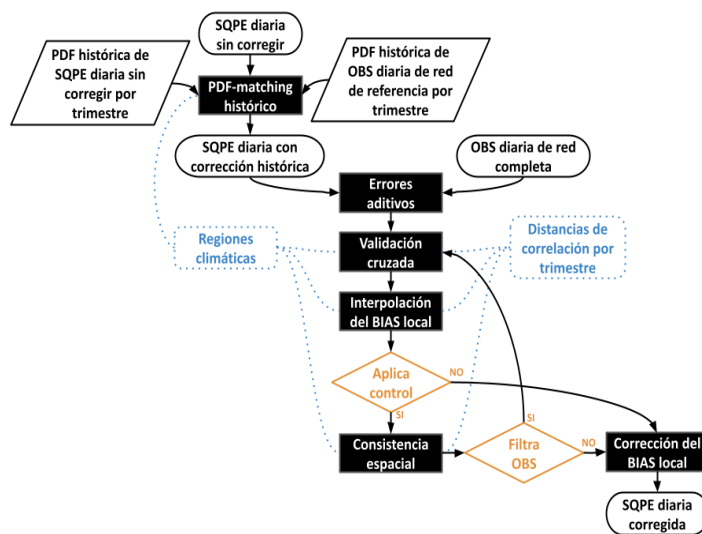 SQPE diaria
sin corregir
PDF histórica de
SQPE diaria sin
corregir por
trimestre
PDF histórica de
OBS diaria de red
de referencia por
trimestre
PDF-matching
histórico
SQPE diaria con
corrección histórica
OBS diaria de red
completa
Errores
aditivos
Regiones
climáticas
Validación
cruzada
Distancias de
correlación por
trimestre
Interpolación
del BIAS local
Aplica
control
NO
SI
Consistencia
espacial
SI
Filtra
OBS
NO
Corrección del
BIAS local
SQPE diaria
corregida